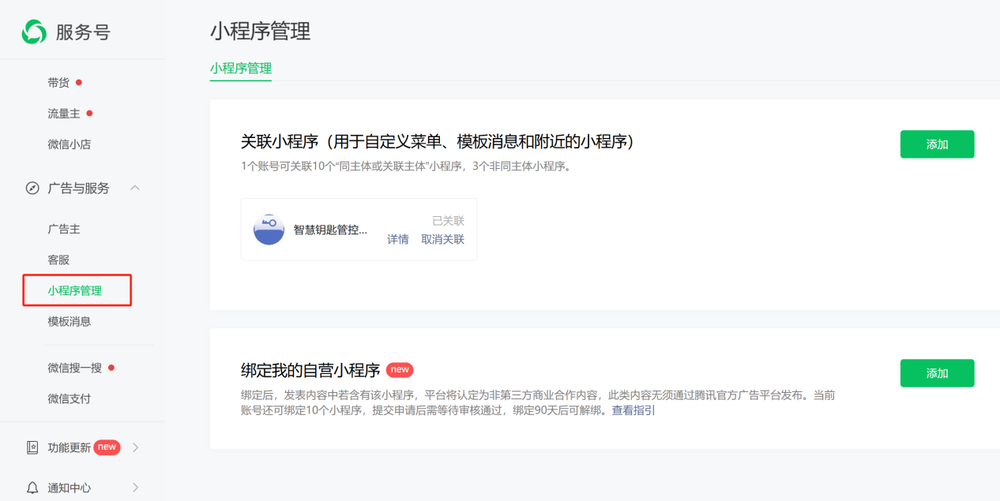 服务号
带货
流量主
微信小店
广告与服务
广告主
客服
小程序管理
模板消息
微信搜一搜
微信支付
功能更新 new
通知中心
小程序管理
小程序管理
关联小程序（用于自定义菜单、模板消息和附近的小程序）
添加
1个账号可关联10个“同主体或关联主体”小程序，3个非同主体小程序。
已关联
智慧钥匙管控...
详情 取消关联
绑定我的自营小程序 new
添加
绑定后，发表内容中若含有该小程序，平台将认定为非第三方商业合作内容，此类内容无须通过腾讯官方广告平台发布。当前
账号还可绑定10个小程序，提交申请后需等待审核通过，绑定90天后可解绑。查看指引